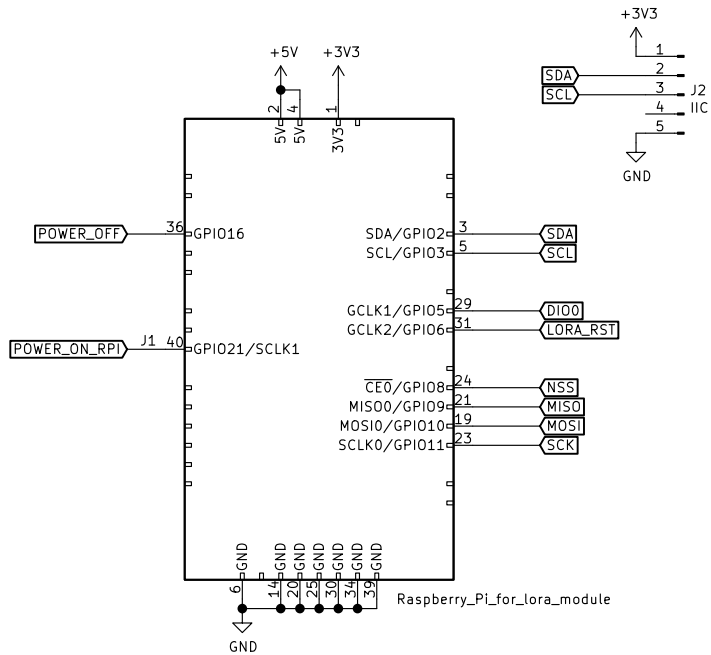 +3V3
1
SDA 2
SCL 3
J2
IIC
4
5
GND
+5V +3V3
2 4 1
5V 5V 3V3
POWER_OFF 36 GPIO16
SDA/GPIO2 3 SDA
SCL/GPIO3 5 SCL
GCLK1/GPIO5 29 DIO0
GCLK2/GPIO6 31 LORA_RST
POWER_ON_RPI J1 40 GPIO21/SCLK1
CE0/GPIO8 24 NSS
MISO0/GPIO9 21 MISO
MOSI0/GPIO10 19 MOSI
SCLK0/GPIO11 23 SCK
GND GND GND GND GND GND GND
6 14 20 25 30 34 39
Raspberry_Pi_for_lora_module
GND